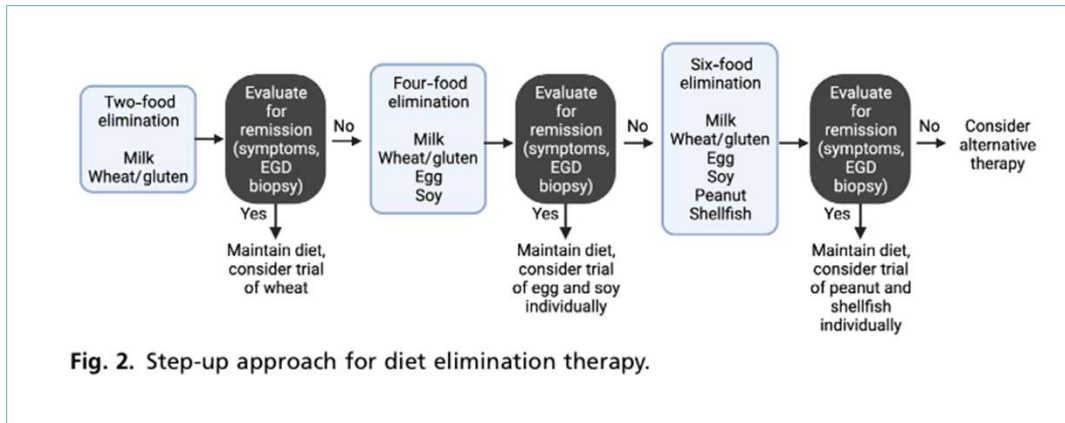 Two-food
elimination
Milk
Wheat/gluten
Evaluate
for
remission
(symptoms,
EGD
biopsy)
No
Yes
Maintain diet,
consider trial
of wheat
Four-food
elimination
Milk
Wheat/gluten
Egg
Soy
Evaluate
for
remission
(symptoms,
EGD
biopsy)
No
Yes
Maintain diet,
consider trial
of egg and soy
individually
Six-food
elimination
Milk
Wheat/gluten
Egg
Soy
Peanut
Shellfish
Evaluate
for
remission
(symptoms,
EGD
biopsy)
No
Yes
Maintain diet,
consider trial
of peanut and
shellfish
individually
Consider
alternative
therapy
Fig. 2. Step-up approach for diet elimination therapy.